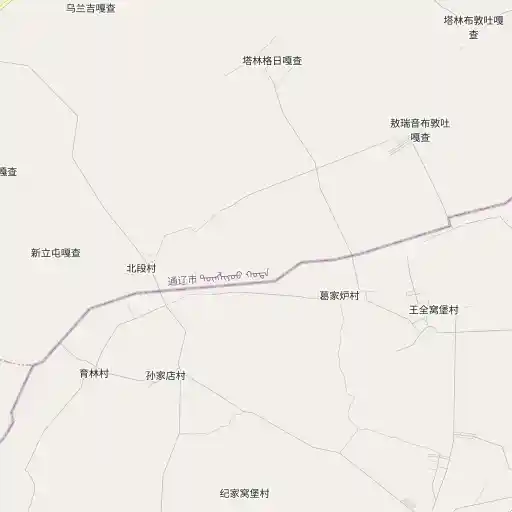 乌兰吉嘎查
塔林布敦吐嘎
查
塔林格日嘎查
敖瑞音布敦吐
嘎查
嘎查
新立屯嘎查
北段村
通辽市
葛家炉村
王全窝堡村
育林村
孙家店村
纪家窝堡村